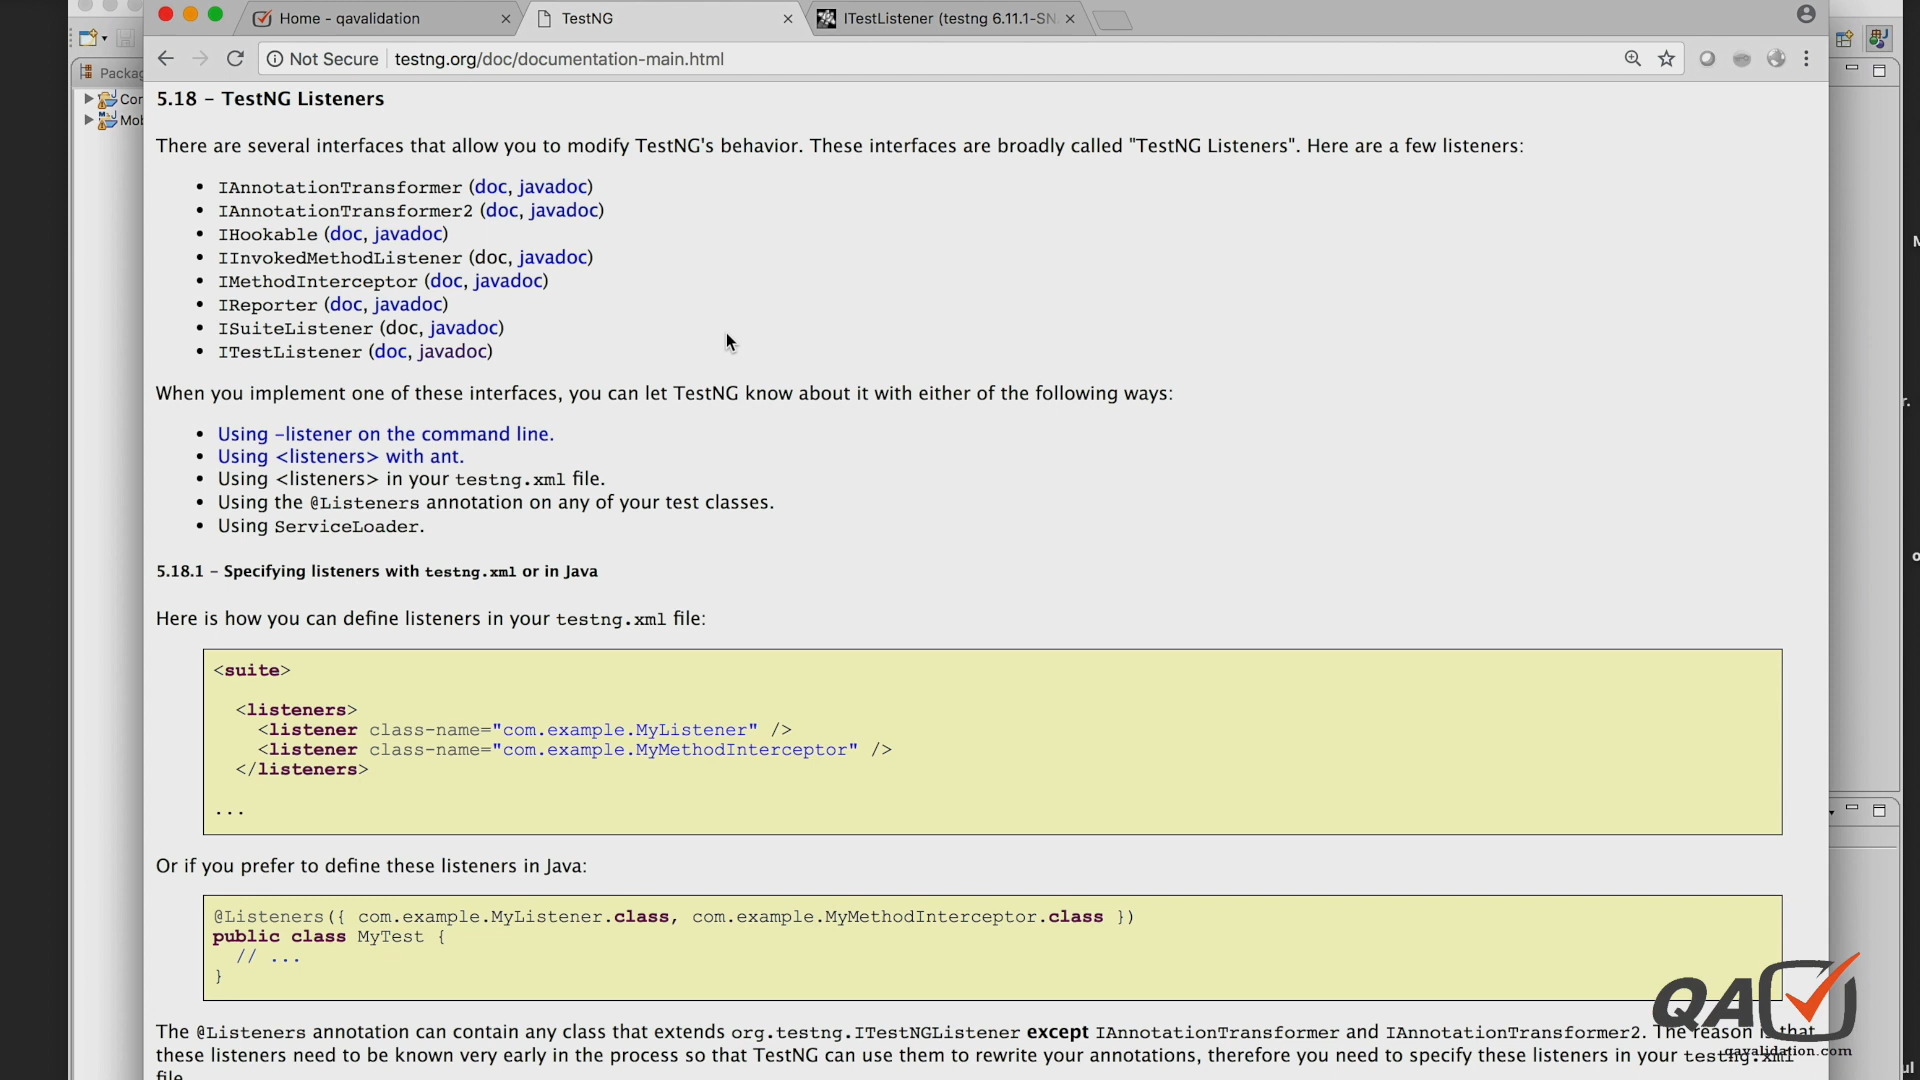 Home - qavalidation
TestNG
ITestListener (testng 6.11.1-SN
Not Secure
testng.org/doc/documentation-main.html
Packag
Cor
Mob
5.18 – TestNG Listeners
There are several interfaces that allow you to modify TestNG's behavior. These interfaces are broadly called "TestNG Listeners". Here are a few listeners:
• IAnnotationTransformer (doc, javadoc)
• IAnnotationTransformer2 (doc, javadoc)
• IHookable (doc, javadoc)
• IInvokedMethodListener (doc, javadoc)
• IMethodInterceptor (doc, javadoc)
• IReporter (doc, javadoc)
• ISuiteListener (doc, javadoc)
• ITestListener (doc, javadoc)
When you implement one of these interfaces, you can let TestNG know about it with either of the following ways:
• Using -listener on the command line.
• Using <listeners> with ant.
• Using <listeners> in your testng.xml file.
• Using the @Listeners annotation on any of your test classes.
• Using ServiceLoader.
5.18.1 – Specifying listeners with testng.xml or in Java
Here is how you can define listeners in your testng.xml file:
<suite>
<listeners>
<listener class-name="com.example.MyListener" />
<listener class-name="com.example.MyMethodInterceptor" />
</listeners>
...
Or if you prefer to define these listeners in Java:
@Listeners({ com.example.MyListener.class, com.example.MyMethodInterceptor.class })
public class MyTest {
// ...
}
The @Listeners annotation can contain any class that extends org.testng.ITestNGListener except IAnnotationTransformer and IAnnotationTransformer2. The reason is that
these listeners need to be known very early in the process so that TestNG can use them to rewrite your annotations, therefore you need to specify these listeners in your testng.xml
file.
QA
qavalidation.com